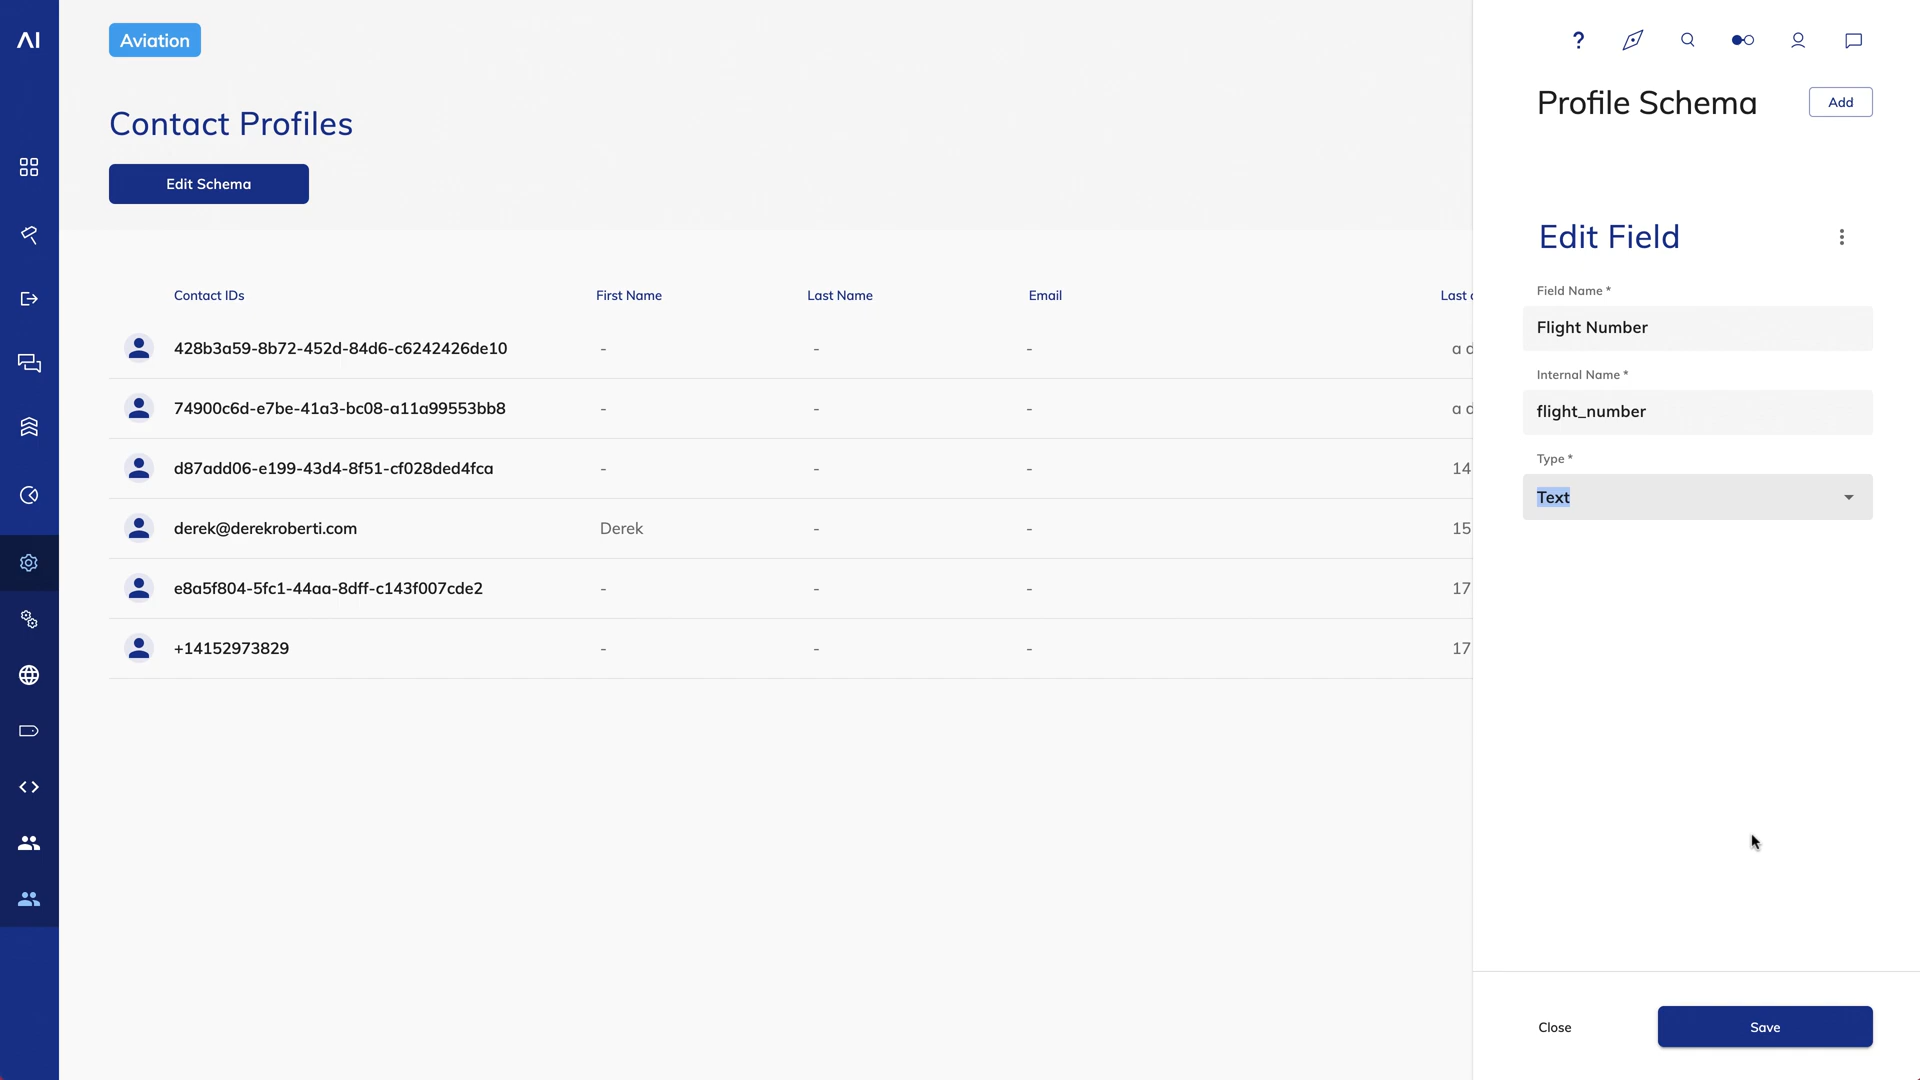 AI
Aviation
?
Profile Schema
Add
Contact Profiles
Edit Schema
Edit Field
Field Name *
Flight Number
Internal Name *
flight_number
Type *
Text
Contact IDs First Name Last Name Email Last
428b3a59-8b72-452d-84d6-c6242426de10 - - - a d
74900c6d-e7be-41a3-bc08-a11a99553bb8 - - - a d
d87add06-e199-43d4-8f51-cf028ded4fca - - - 14
derek@derekroberti.com Derek - - 15
e8a5f804-5fc1-44aa-8dff-c143f007cde2 - - - 17
+14152973829 - - - 17
Close
Save